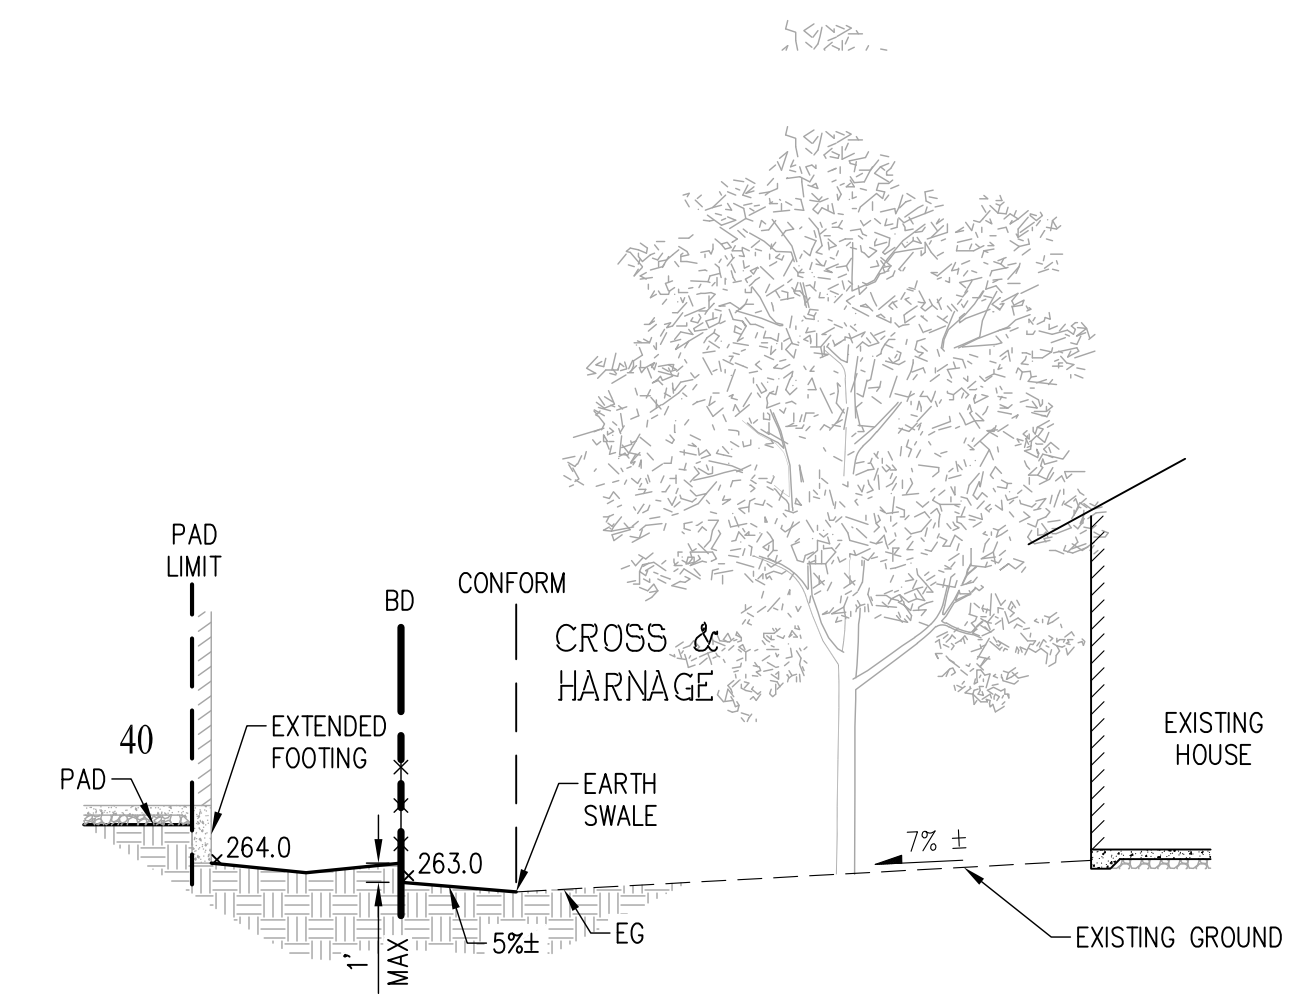 PAD
LIMIT
BD
CONFORM
CROSS &
HARNAGE
40
PAD
EXTENDED
FOOTING
EARTH
SWALE
EXISTING
HOUSE
264.0
263.0
7% ±
1'
MAX
5%±
EG
EXISTING GROUND